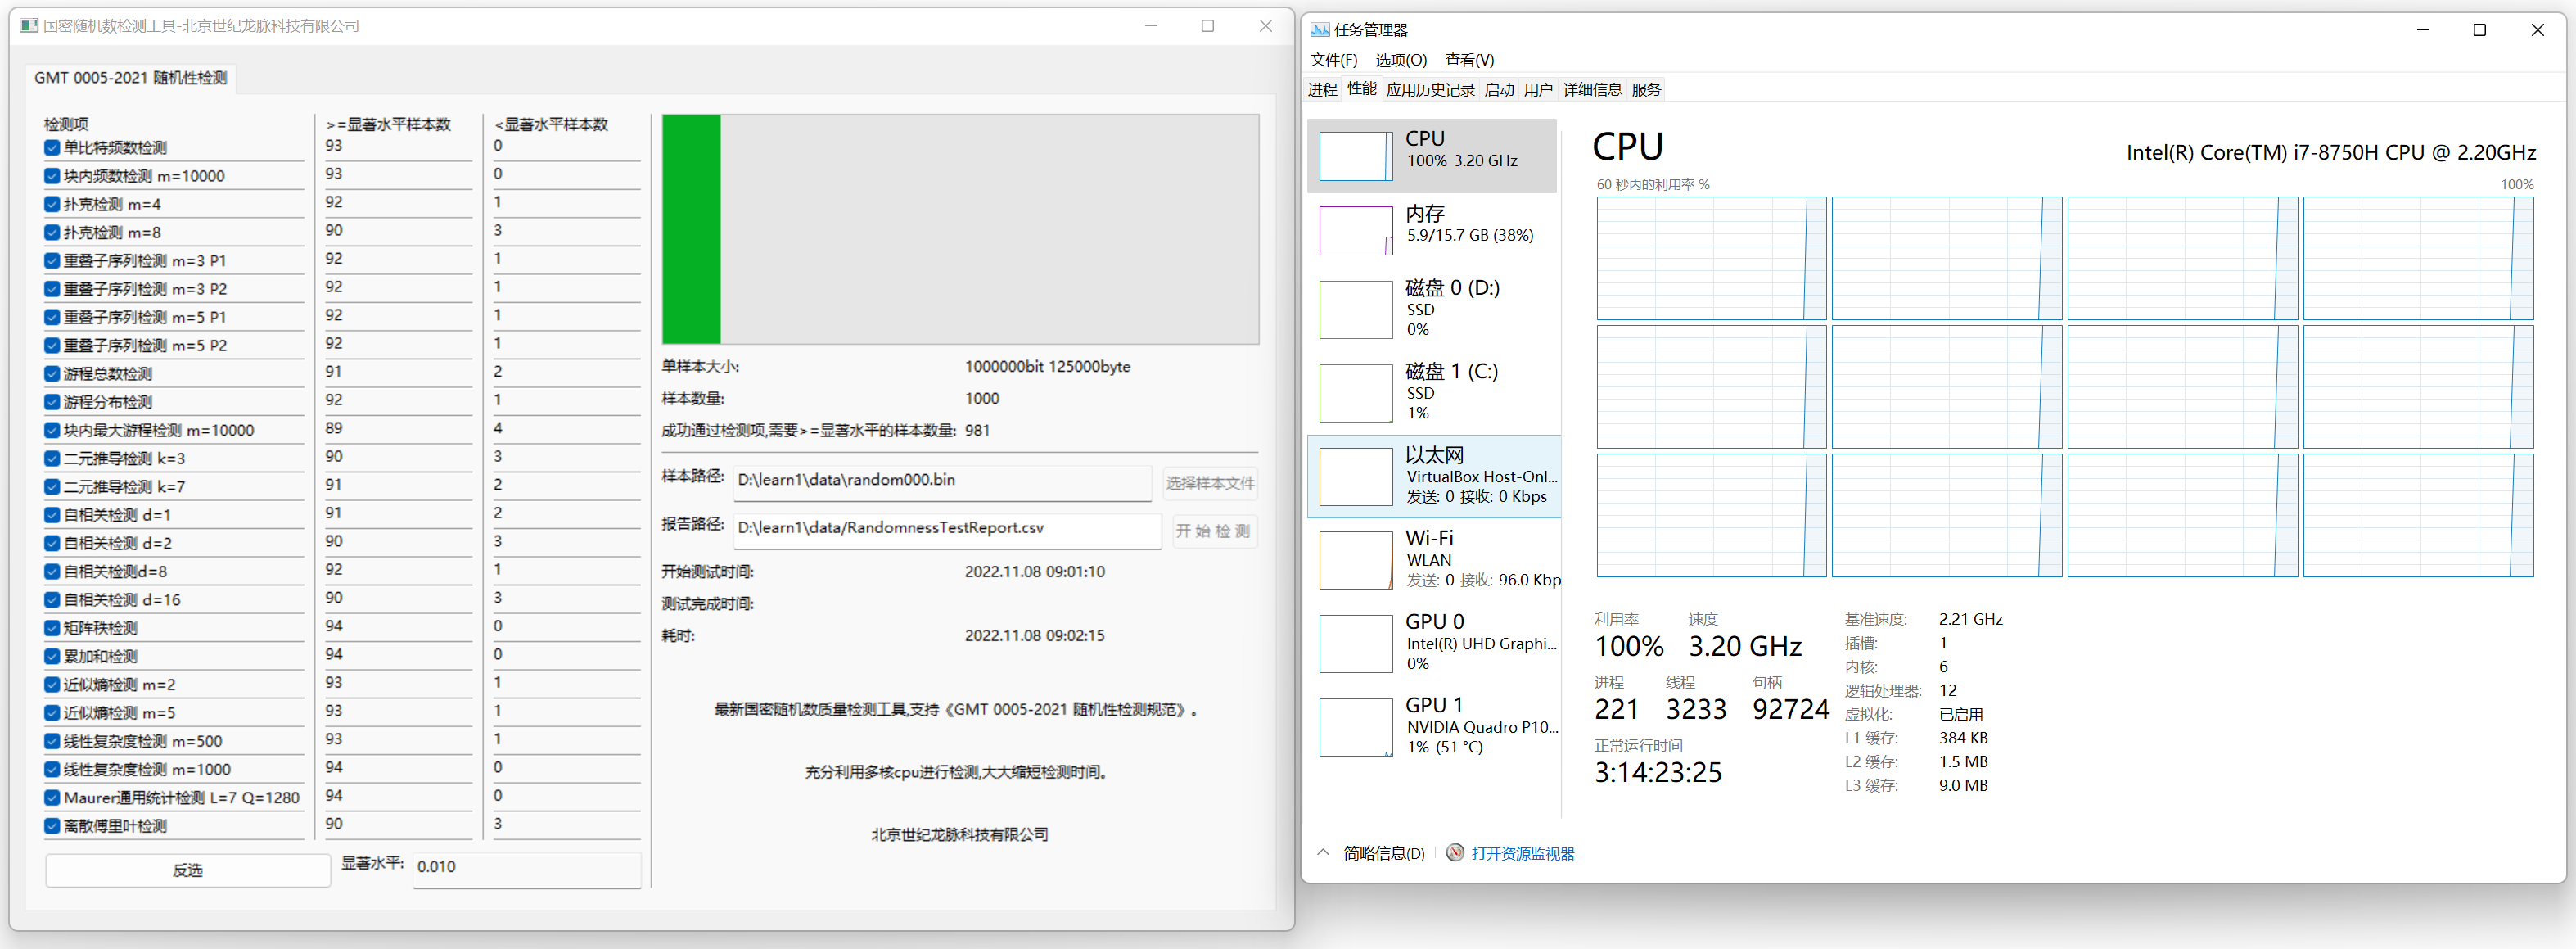 国密随机数检测工具-北京世纪龙脉科技有限公司
GMT 0005-2021 随机性检测
检测项 >=显著水平样本数 <显著水平样本数
单比特频数检测 93 0
块内频数检测 m=10000 93 0
扑克检测 m=4 92 1
扑克检测 m=8 90 3
重叠子序列检测 m=3 P1 92 1
重叠子序列检测 m=3 P2 92 1
重叠子序列检测 m=5 P1 92 1
重叠子序列检测 m=5 P2 92 1
游程总数检测 91 2
游程分布检测 92 1
块内最大游程检测 m=10000 89 4
二元推导检测 k=3 90 3
二元推导检测 k=7 91 2
自相关检测 d=1 91 2
自相关检测 d=2 90 3
自相关检测d=8 92 1
自相关检测 d=16 90 3
矩阵秩检测 94 0
累加和检测 94 0
近似熵检测 m=2 93 1
近似熵检测 m=5 93 1
线性复杂度检测 m=500 93 1
线性复杂度检测 m=1000 94 0
Maurer通用统计检测 L=7 Q=1280 94 0
离散傅里叶检测 90 3
反选 显著水平: 0.010
单样本大小: 1000000bit 125000byte
样本数量: 1000
成功通过检测项,需要>=显著水平的样本数量: 981
样本路径: D:\learn1\data\random000.bin 选择样本文件
报告路径: D:\learn1\data/RandomnessTestReport.csv 开 始 检 测
开始测试时间: 2022.11.08 09:01:10
测试完成时间:
耗时: 2022.11.08 09:02:15
最新国密随机数质量检测工具,支持《GMT 0005-2021 随机性检测规范》。
充分利用多核cpu进行检测,大大缩短检测时间。
北京世纪龙脉科技有限公司
任务管理器
文件(F) 选项(O) 查看(V)
进程 性能 应用历史记录 启动 用户 详细信息 服务
CPU
100% 3.20 GHz
内存
5.9/15.7 GB (38%)
磁盘 0 (D:)
SSD
0%
磁盘 1 (C:)
SSD
1%
以太网
VirtualBox Host-Onl...
发送: 0 接收: 0 Kbps
Wi-Fi
WLAN
发送: 0 接收: 96.0 Kbp
GPU 0
Intel(R) UHD Graphi...
0%
GPU 1
NVIDIA Quadro P10...
1% (51 °C)
CPU Intel(R) Core(TM) i7-8750H CPU @ 2.20GHz
60 秒内的利用率 % 100%
利用率 速度
100% 3.20 GHz
进程 线程 句柄
221 3233 92724
正常运行时间
3:14:23:25
基准速度: 2.21 GHz
插槽: 1
内核: 6
逻辑处理器: 12
虚拟化: 已启用
L1 缓存: 384 KB
L2 缓存: 1.5 MB
L3 缓存: 9.0 MB
简略信息(D) 打开资源监视器